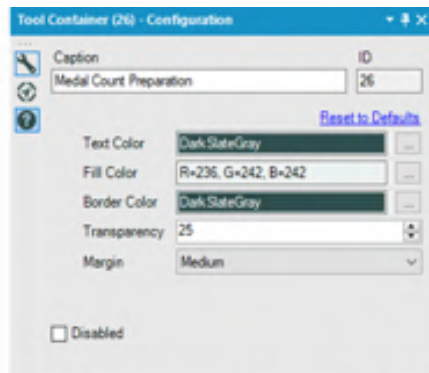 Tool Container (26) - Configuration
Caption ID
Medal Count Preparation 26
Reset to Defaults
Text Color DarkSlateGray ...
Fill Color R=236, G=242, B=242 ...
Border Color DarkSlateGray ...
Transparency 25
Margin Medium
Disabled